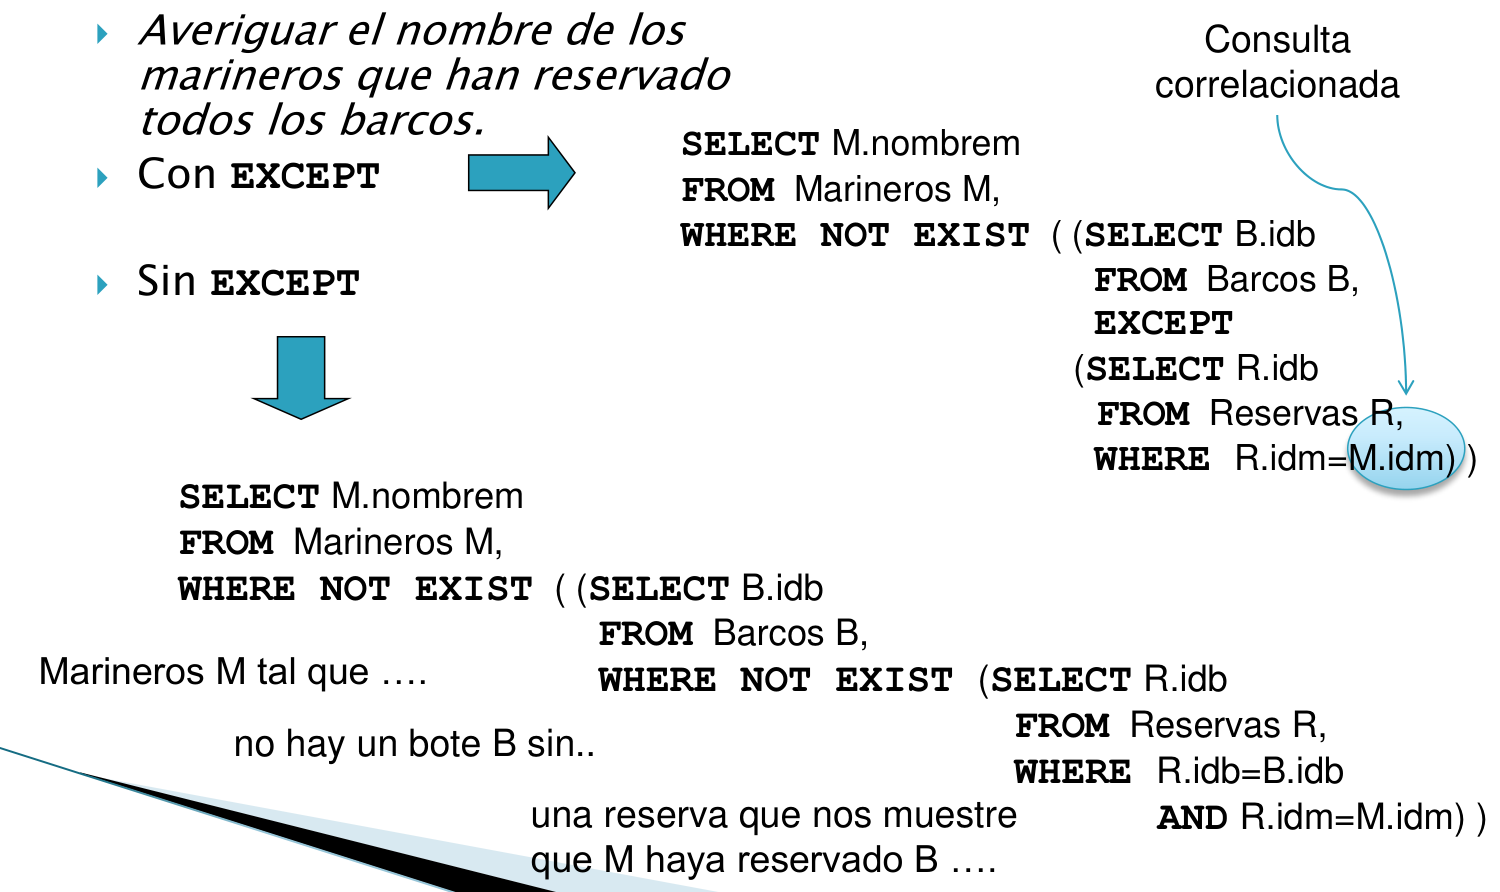 Averiguar el nombre de los
marineros que han reservado
todos los barcos.
Con EXCEPT
Sin EXCEPT
Consulta
correlacionada
SELECT M.nombrem
FROM Marineros M,
WHERE NOT EXIST ( (SELECT B.idb
FROM Barcos B,
EXCEPT
(SELECT R.idb
FROM Reservas R,
WHERE R.idm=M.idm) )
SELECT M.nombrem
FROM Marineros M,
WHERE NOT EXIST ( (SELECT B.idb
FROM Barcos B,
WHERE NOT EXIST (SELECT R.idb
FROM Reservas R,
WHERE R.idb=B.idb
AND R.idm=M.idm) )
Marineros M tal que ....
no hay un bote B sin..
una reserva que nos muestre
que M haya reservado B ....